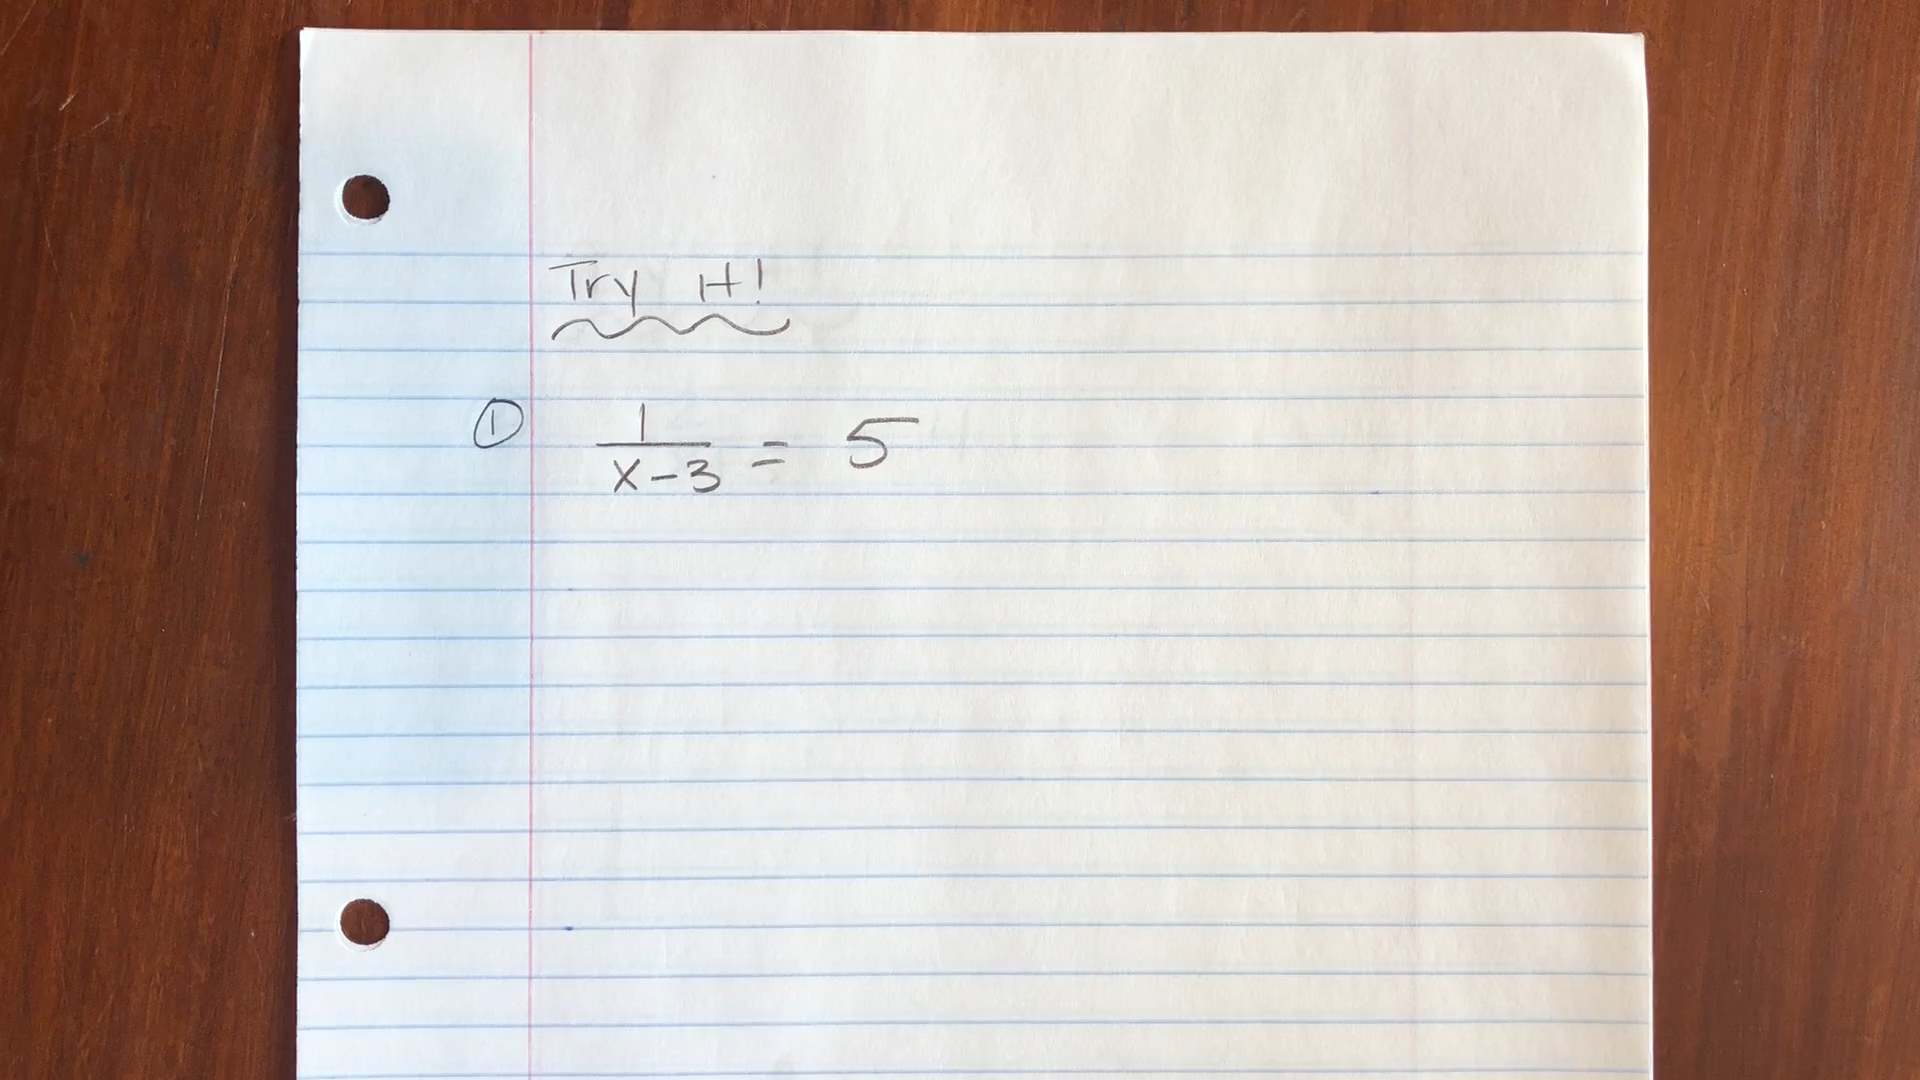 Try it!
① 1/(x-3) = 5